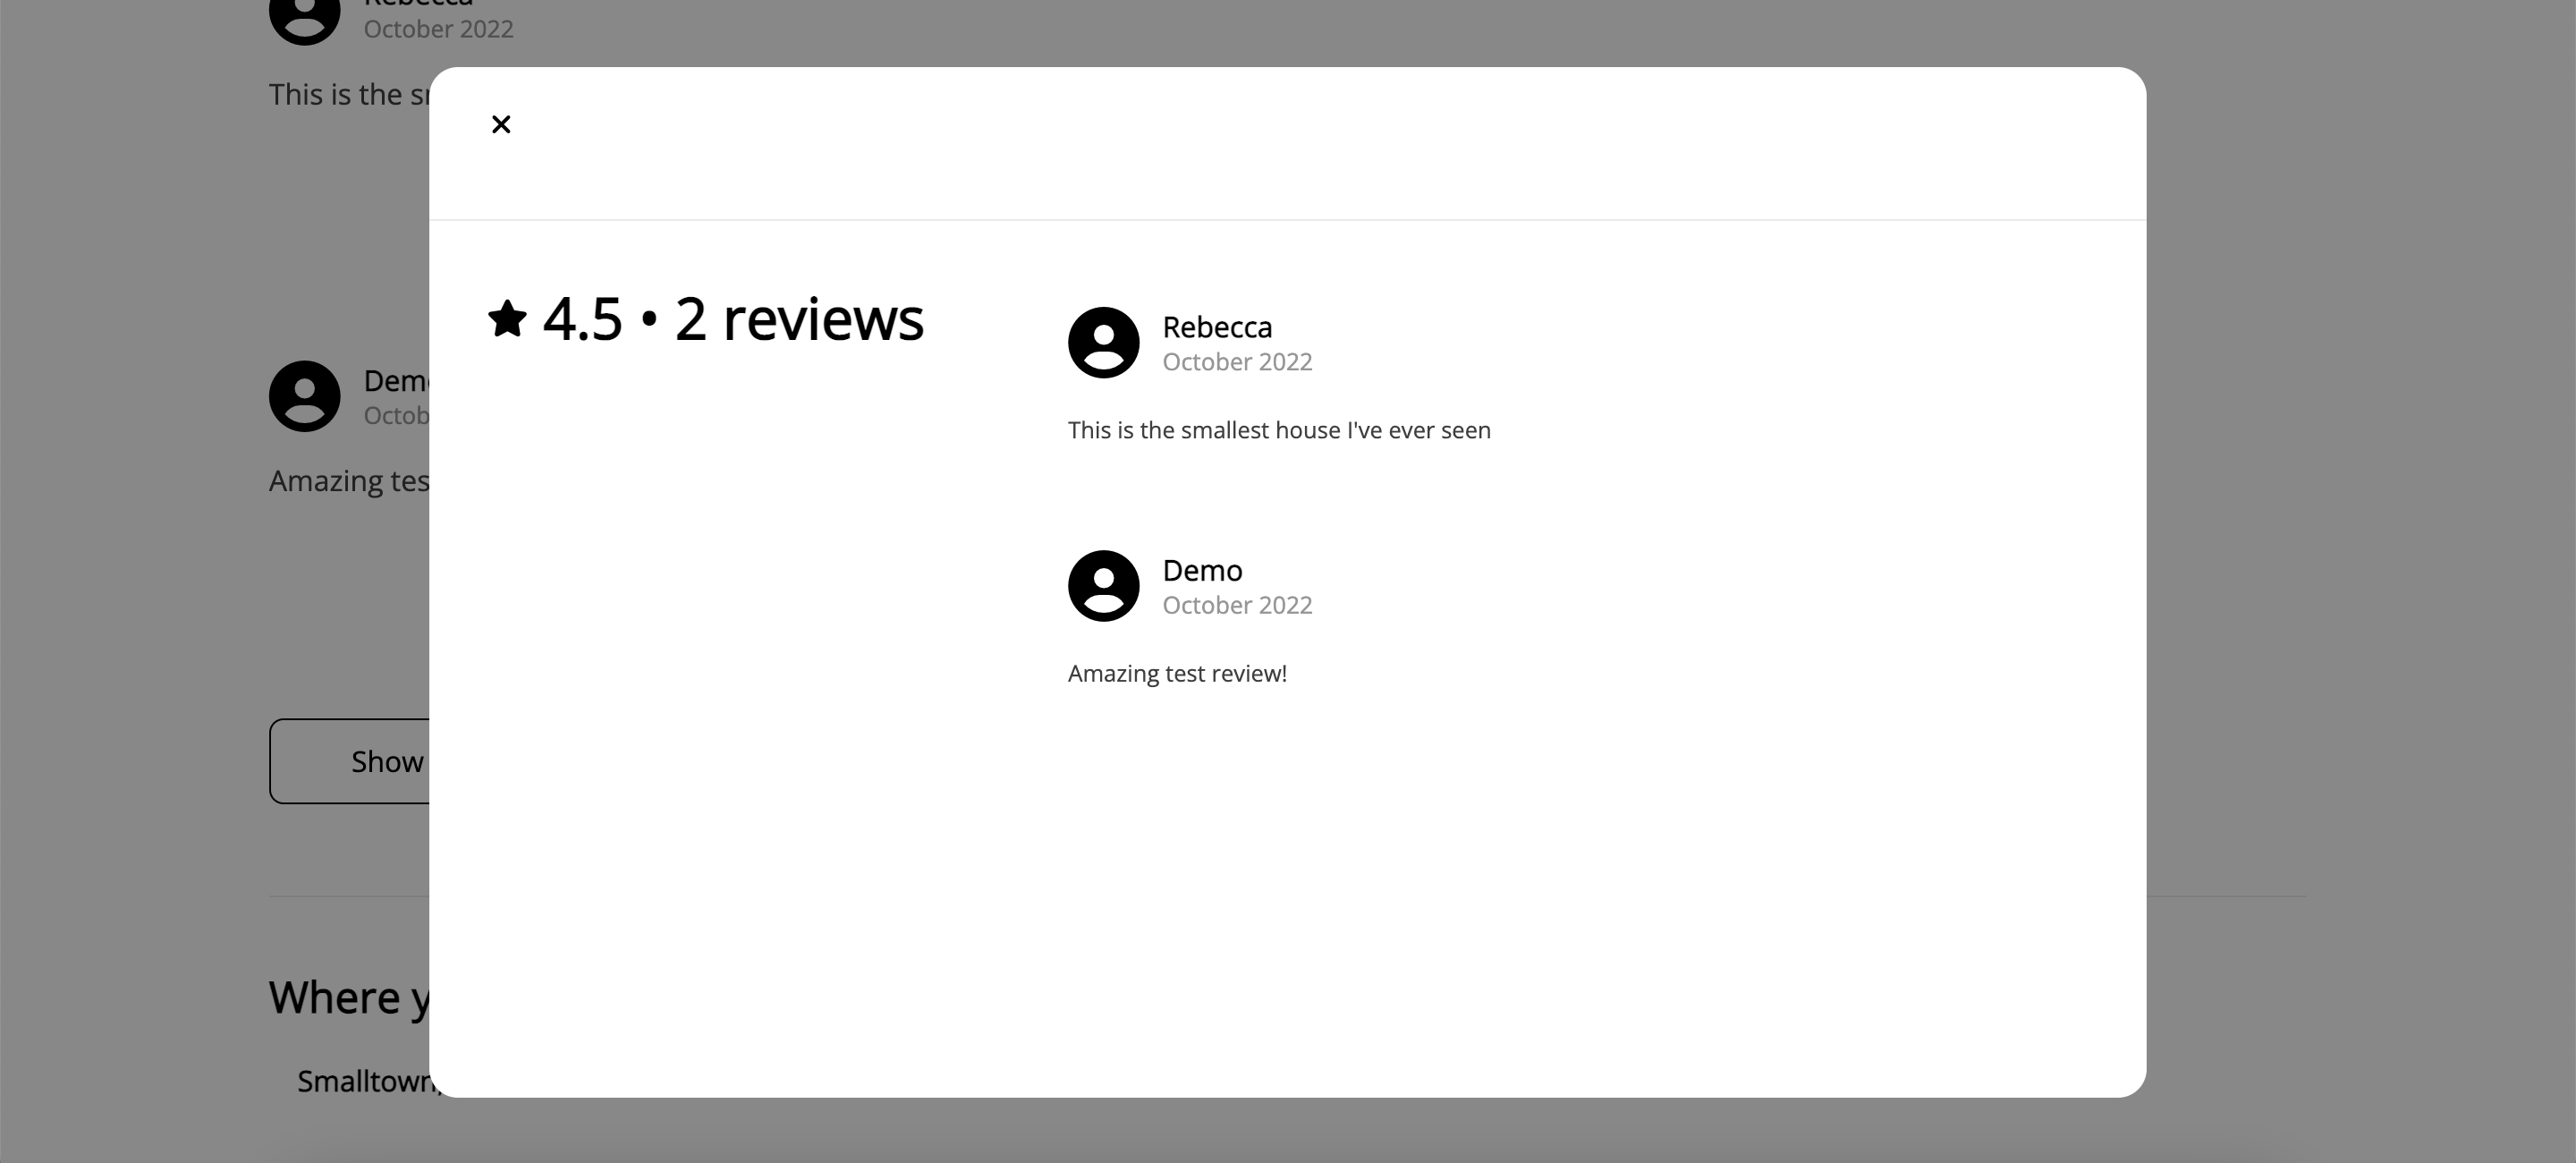 Rebecca
October 2022
This is the
4.5 • 2 reviews
Rebecca
October 2022
This is the smallest house I've ever seen
Demo
October 2022
Amazing test review!
Amazing
Show
Where
Smalltown,